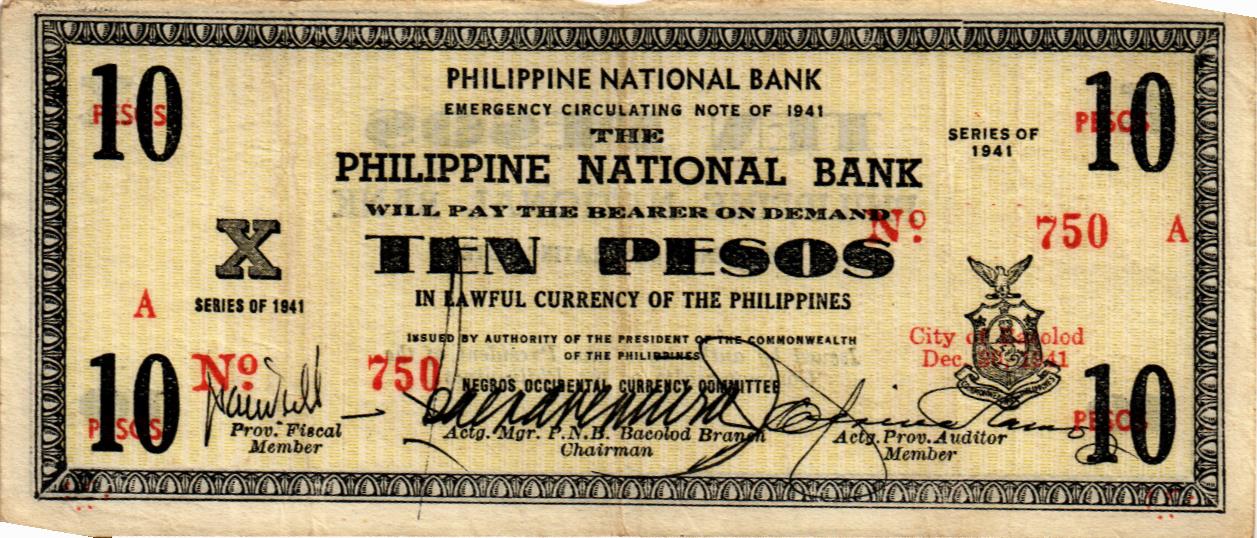 PHILIPPINE NATIONAL BANK
EMERGENCY CIRCULATING NOTE OF 1941
THE
PHILIPPINE NATIONAL BANK
WILL PAY THE BEARER ON DEMAND
TEN PESOS
IN LAWFUL CURRENCY OF THE PHILIPPINES
ISSUED BY AUTHORITY OF THE PRESIDENT OF THE COMMONWEALTH
OF THE PHILIPPINES
NEGROS OCCIDENTAL CURRENCY COMMITTEE
10
PESOS
10
PESOS
SERIES OF
1941
Nº 750 A
X
SERIES OF 1941
A
City of Bacolod
Dec. 1941
Nº 750
10
PESOS
10
PESOS
Prov. Fiscal
Member
Actg. Mgr. P.N.B. Bacolod Branch
Chairman
Actg. Prov. Auditor
Member